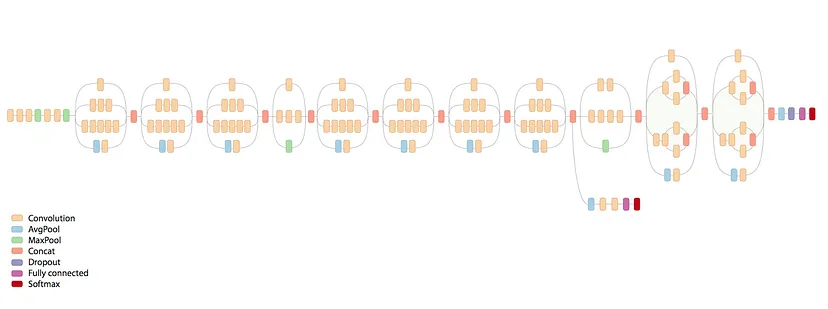 Convolution
AvgPool
MaxPool
Concat
Dropout
Fully connected
Softmax